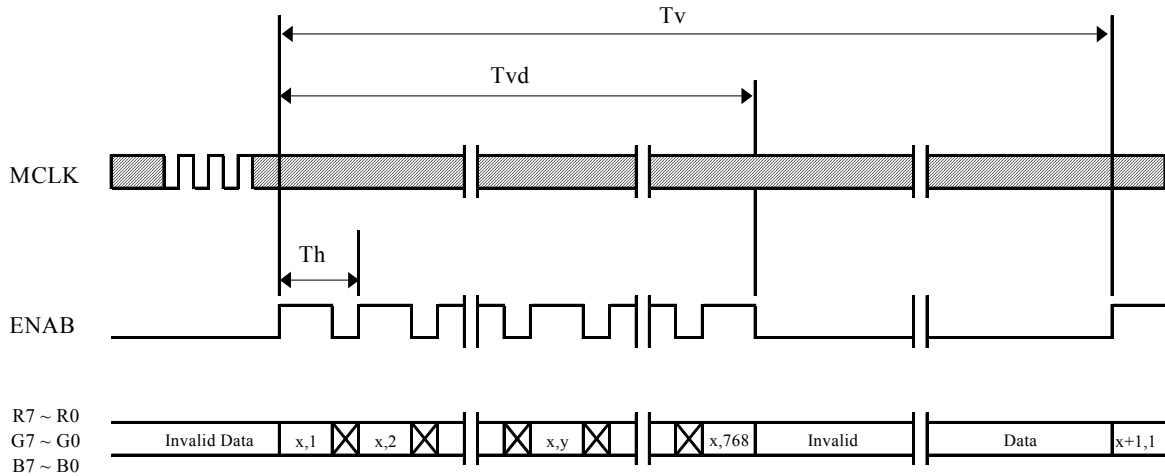 Tv
Tvd
MCLK
Th
ENAB
R7 ~ R0
G7 ~ G0
B7 ~ B0
Invalid Data x,1 x,2 x,y x,768 Invalid Data x+1,1